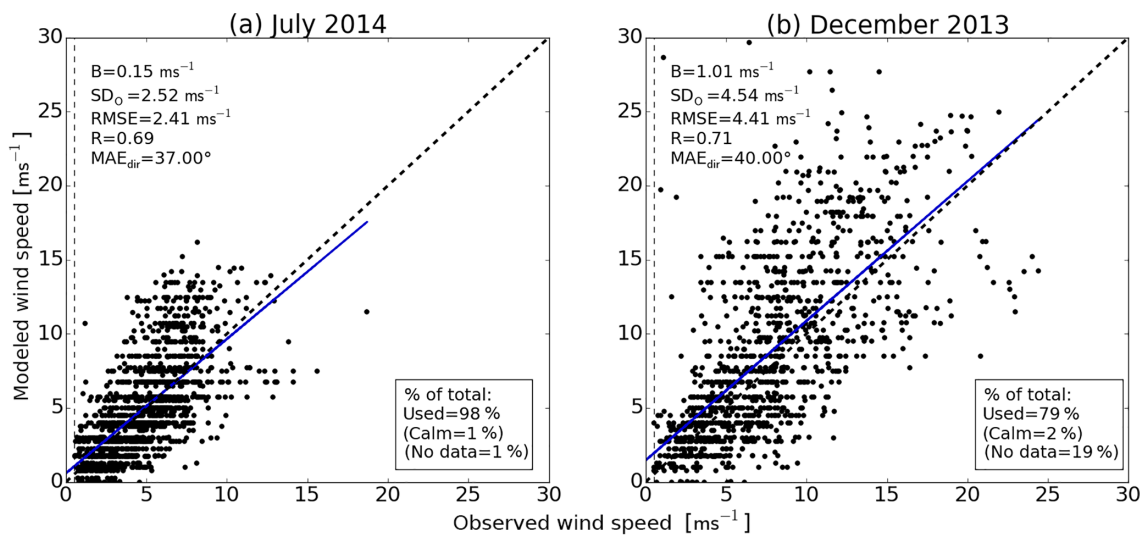 (a) July 2014
30
25
20
15
10
5
0
Modeled wind speed [ms⁻¹]
B=0.15 ms⁻¹
SD_O =2.52 ms⁻¹
RMSE=2.41 ms⁻¹
R=0.69
MAE_dir=37.00°
% of total:
Used=98 %
(Calm=1 %)
(No data=1 %)
0 5 10 15 20 25 30
(b) December 2013
30
25
20
15
10
5
0
B=1.01 ms⁻¹
SD_O =4.54 ms⁻¹
RMSE=4.41 ms⁻¹
R=0.71
MAE_dir=40.00°
% of total:
Used=79 %
(Calm=2 %)
(No data=19 %)
0 5 10 15 20 25 30
Observed wind speed [ms⁻¹]